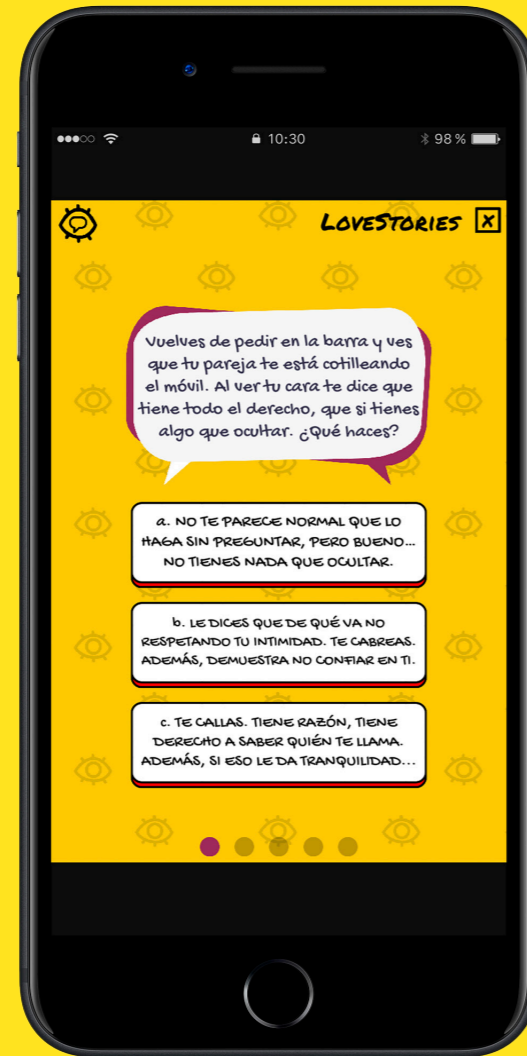 10:30
98 %
LoveStories X
Vuelves de pedir en la barra y ves
que tu pareja te está cotilleando
el móvil. Al ver tu cara te dice que
tiene todo el derecho, que si tienes
algo que ocultar. ¿Qué haces?
a. NO TE PARECE NORMAL QUE LO
HAGA SIN PREGUNTAR, PERO BUENO...
NO TIENES NADA QUE OCULTAR.
b. LE DICES QUE DE QUÉ VA NO
RESPETANDO TU INTIMIDAD. TE CABREAS.
ADEMÁS, DEMUESTRA NO CONFIAR EN TI.
c. TE CALLAS. TIENE RAZÓN, TIENE
DERECHO A SABER QUIÉN TE LLAMA.
ADEMÁS, SI ESO LE DA TRANQUILIDAD...